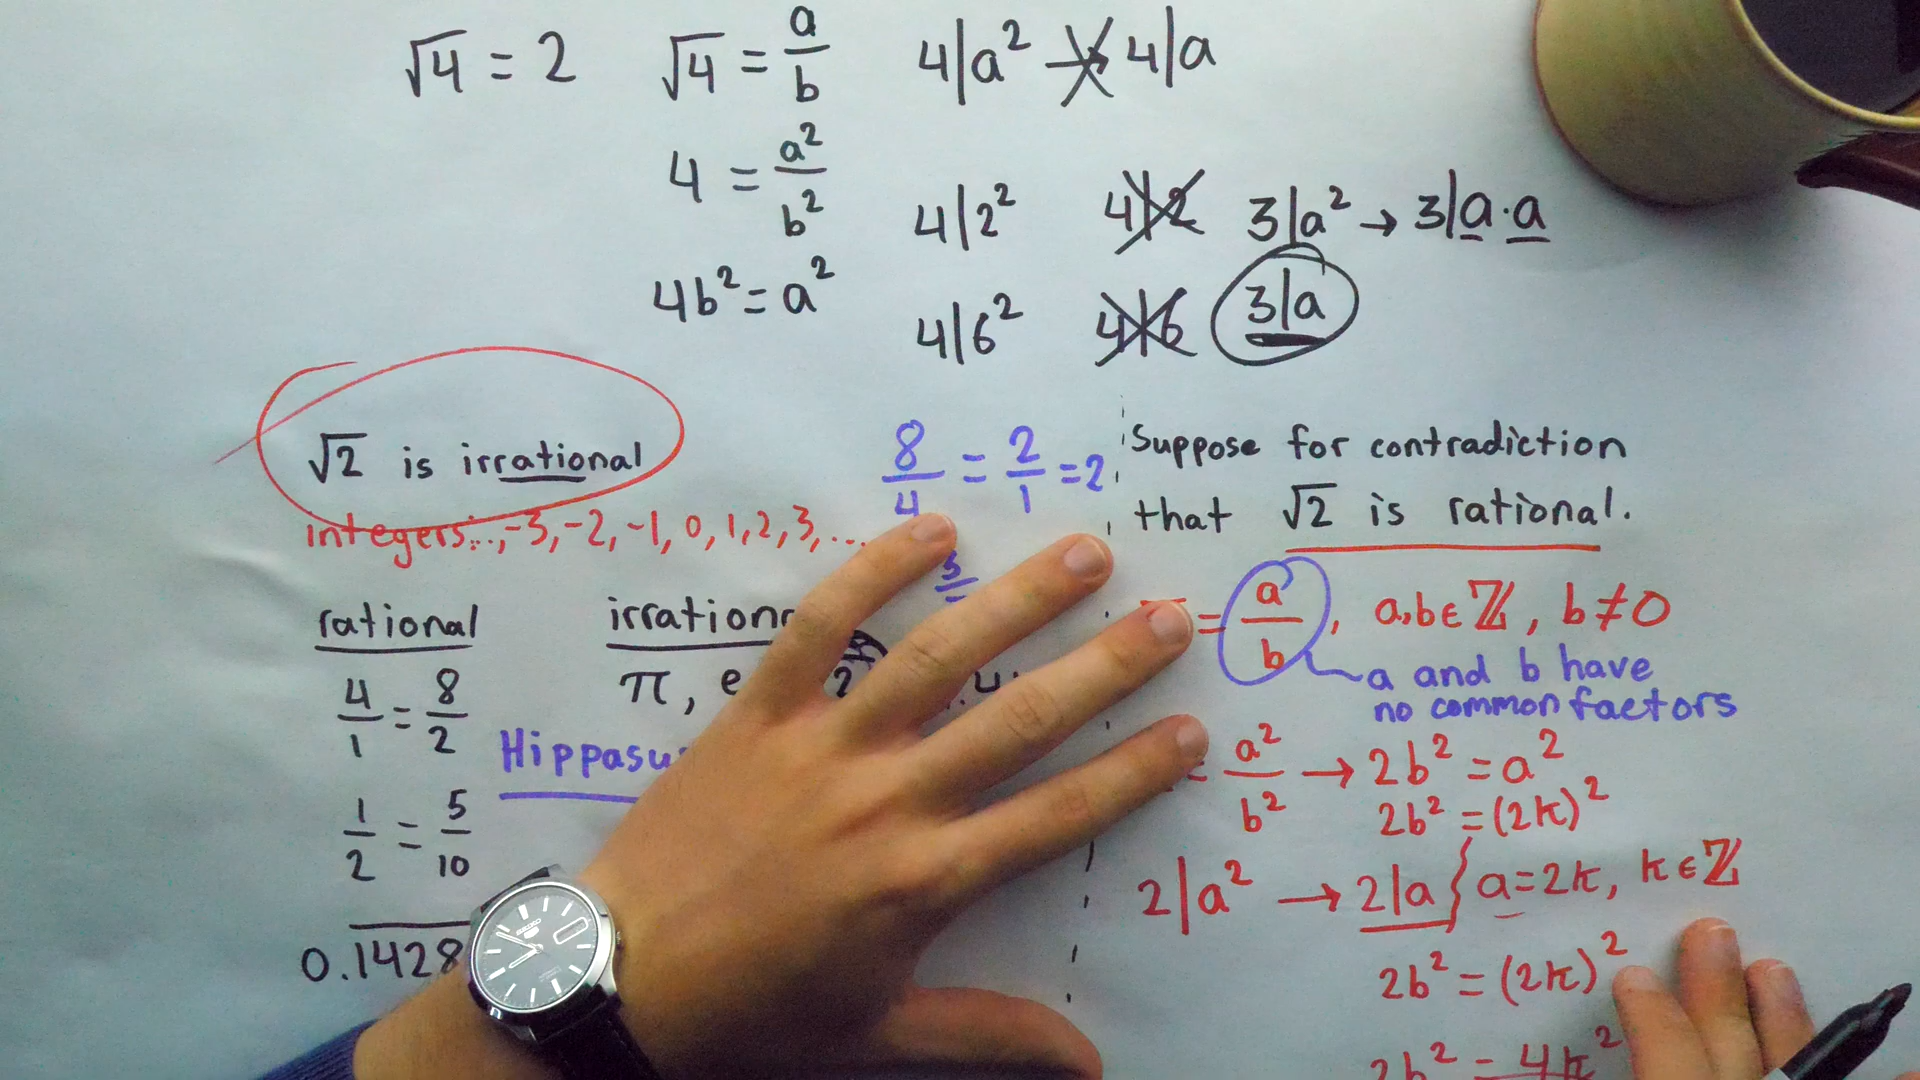 √4 = 2
√4 = a/b
4 = a²/b²
4b² = a²
4|a² → 4|a
4|2² 4|2
4|6² 4|6
3|a² → 3|a·a
3|a
√2 is irrational
integers:..,-3,-2,-1,0,1,2,3,...
8/4 = 2/1 = 2
rational
4/1 = 8/2
1/2 = 5/10
0.1428
π, e
Hippasu
SEIKO
5
Suppose for contradiction
that √2 is rational.
= a/b, a,b∈ℤ, b≠0
a and b have
no common factors
= a²/b² → 2b² = a²
2b² = (2k)²
2|a² → 2|a } a=2k, k∈ℤ
2b² = (2k)²
2b² = 4k²